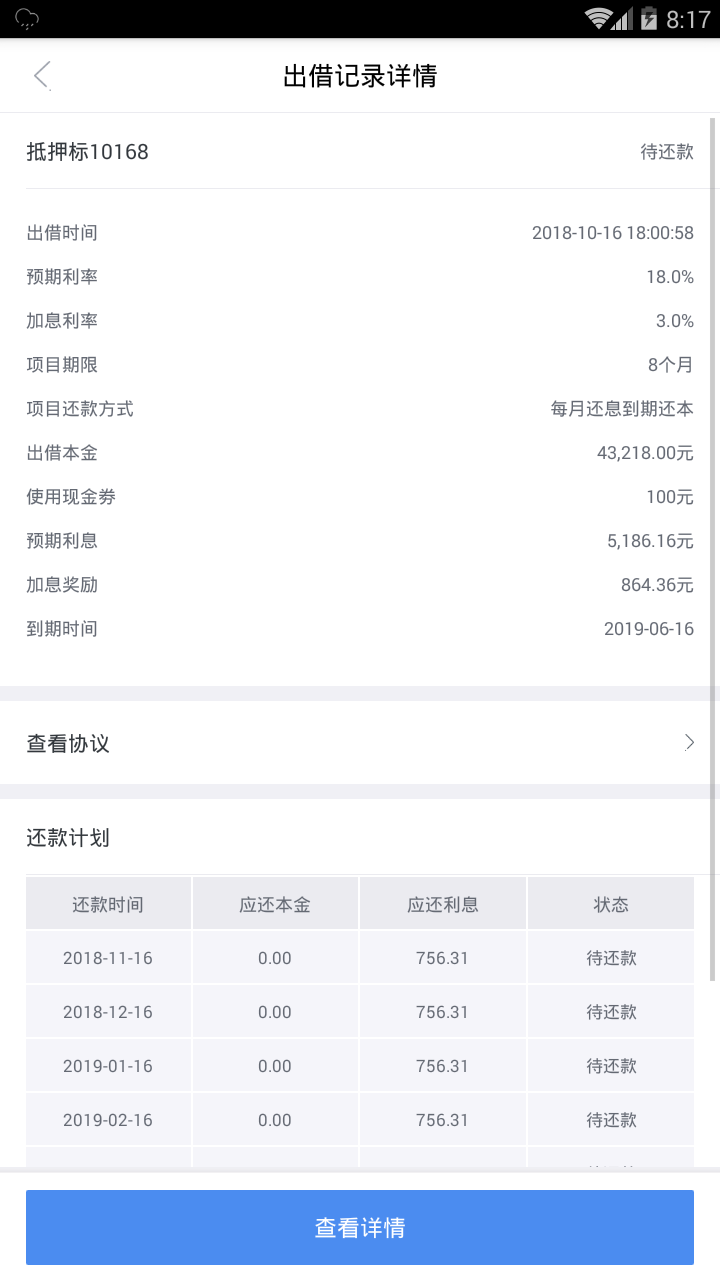 8:17
出借记录详情
抵押标10168 待还款
出借时间 2018-10-16 18:00:58
预期利率 18.0%
加息利率 3.0%
项目期限 8个月
项目还款方式 每月还息到期还本
出借本金 43,218.00元
使用现金券 100元
预期利息 5,186.16元
加息奖励 864.36元
到期时间 2019-06-16
查看协议
还款计划
还款时间 应还本金 应还利息 状态
2018-11-16 0.00 756.31 待还款
2018-12-16 0.00 756.31 待还款
2019-01-16 0.00 756.31 待还款
2019-02-16 0.00 756.31 待还款
查看详情